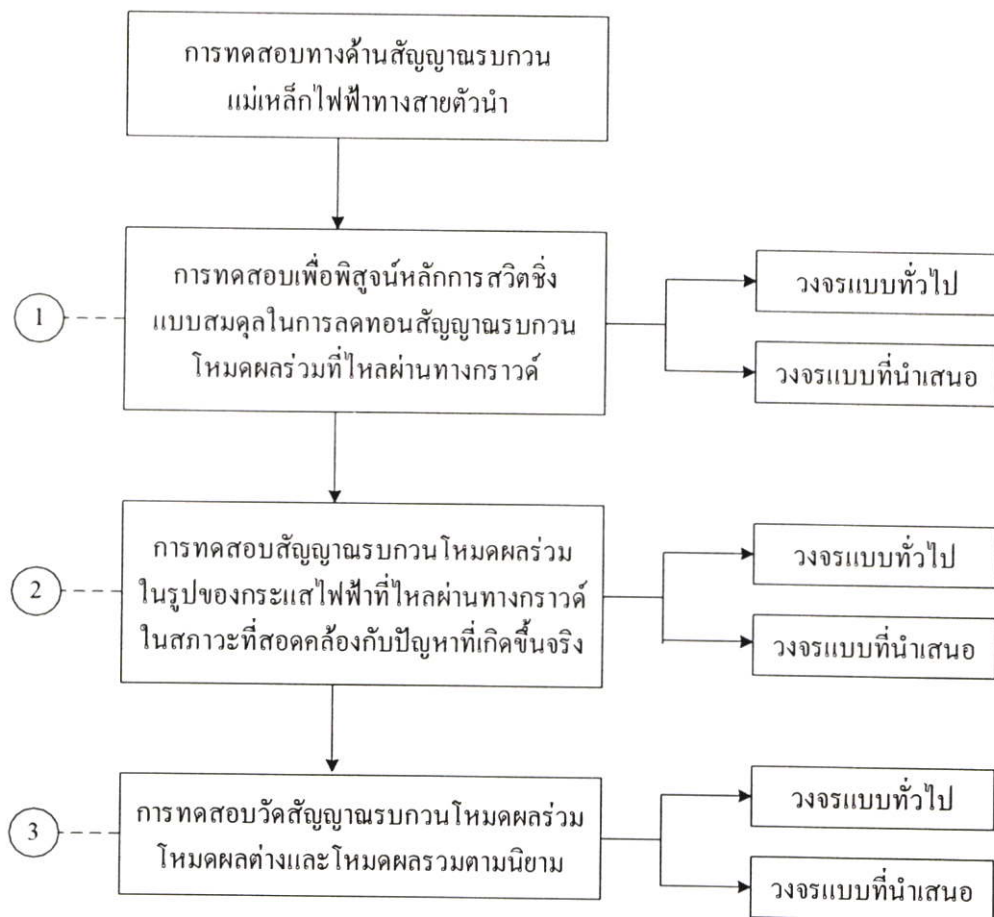 การทดสอบทางด้านสัญญาณรบกวน
แม่เหล็กไฟฟ้าทางสายตัวนำ
1
การทดสอบเพื่อพิสูจน์หลักการสวิตชิ่ง
แบบสมดุลในการลดทอนสัญญาณรบกวน
โหมดผลร่วมที่ไหลผ่านทางกราวด์
วงจรแบบทั่วไป
วงจรแบบที่นำเสนอ
2
การทดสอบสัญญาณรบกวนโหมดผลร่วม
ในรูปของกระแสไฟฟ้าที่ไหลผ่านทางกราวด์
ในสภาวะที่สอดคล้องกับปัญหาที่เกิดขึ้นจริง
วงจรแบบทั่วไป
วงจรแบบที่นำเสนอ
3
การทดสอบวัดสัญญาณรบกวนโหมดผลร่วม
โหมดผลต่างและโหมดผลรวมตามนิยาม
วงจรแบบทั่วไป
วงจรแบบที่นำเสนอ